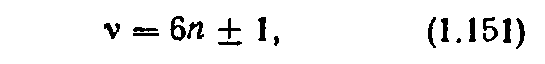 ν = 6n ± 1, (1.151)